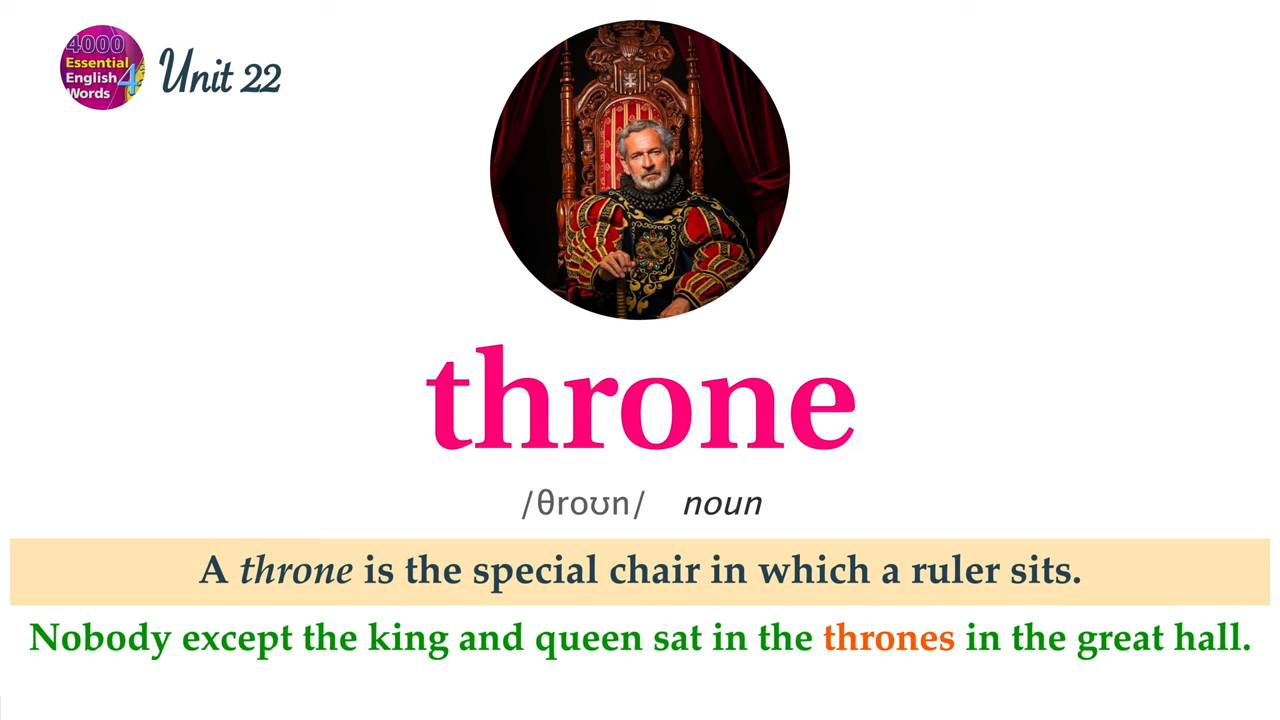 4000
Essential
English
Words
4
Unit 22
throne
/θroʊn/ noun
A throne is the special chair in which a ruler sits.
Nobody except the king and queen sat in the thrones in the great hall.